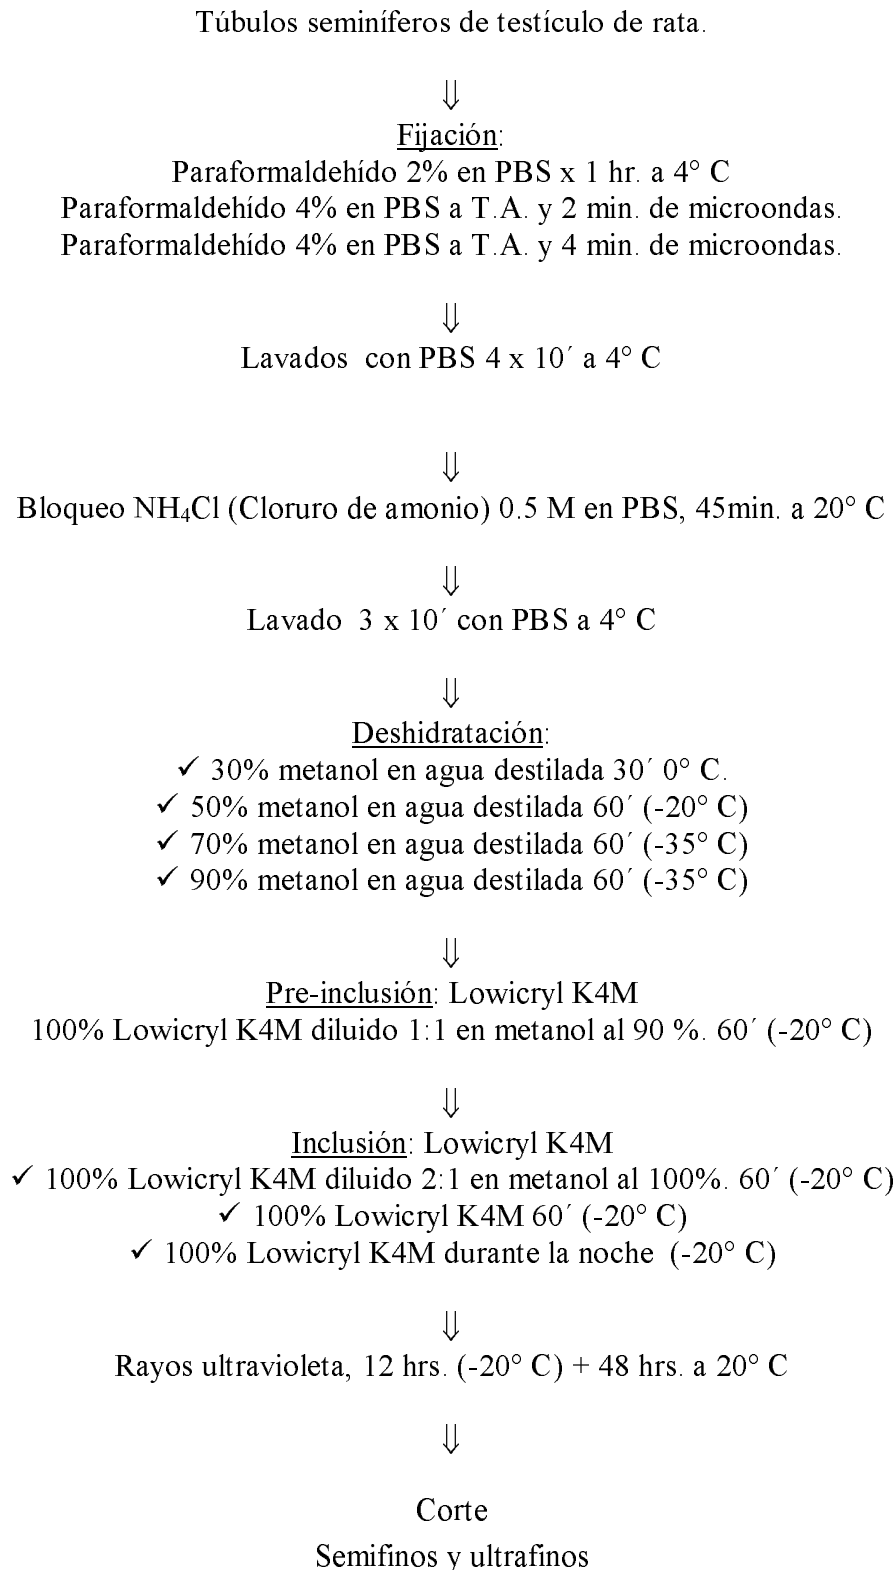 Túbulos seminíferos de testículo de rata.
⇓
Fijación:
Paraformaldehído 2% en PBS x 1 hr. a 4° C
Paraformaldehído 4% en PBS a T.A. y 2 min. de microondas.
Paraformaldehído 4% en PBS a T.A. y 4 min. de microondas.
⇓
Lavados con PBS 4 x 10´ a 4° C
⇓
Bloqueo NH₄Cl (Cloruro de amonio) 0.5 M en PBS, 45min. a 20° C
⇓
Lavado 3 x 10´ con PBS a 4° C
⇓
Deshidratación:
✓ 30% metanol en agua destilada 30´ 0° C.
✓ 50% metanol en agua destilada 60´ (-20° C)
✓ 70% metanol en agua destilada 60´ (-35° C)
✓ 90% metanol en agua destilada 60´ (-35° C)
⇓
Pre-inclusión: Lowicryl K4M
100% Lowicryl K4M diluido 1:1 en metanol al 90 %. 60´ (-20° C)
⇓
Inclusión: Lowicryl K4M
✓ 100% Lowicryl K4M diluido 2:1 en metanol al 100%. 60´ (-20° C)
✓ 100% Lowicryl K4M 60´ (-20° C)
✓ 100% Lowicryl K4M durante la noche (-20° C)
⇓
Rayos ultravioleta, 12 hrs. (-20° C) + 48 hrs. a 20° C
⇓
Corte
Semifinos y ultrafinos